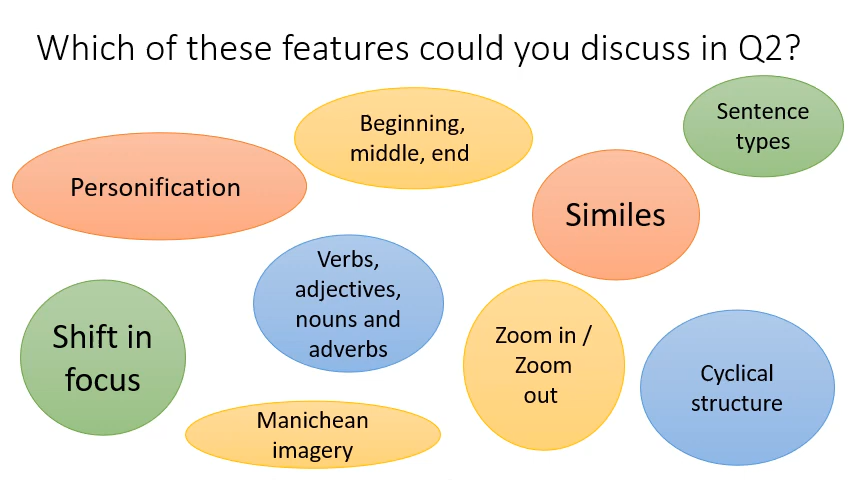 Which of these features could you discuss in Q2?
Sentence
types
Beginning,
middle, end
Personification
Similes
Verbs,
adjectives,
nouns and
adverbs
Shift in
focus
Zoom in /
Zoom
out
Cyclical
structure
Manichean
imagery